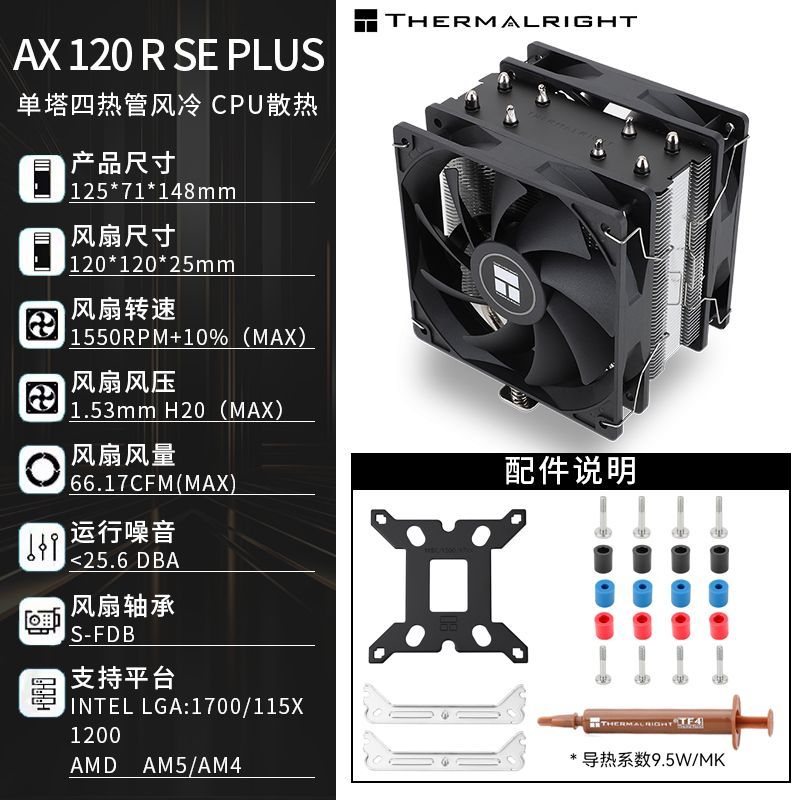 AX 120 R SE PLUS
单塔四热管风冷 CPU散热
产品尺寸
125*71*148mm
风扇尺寸
120*120*25mm
风扇转速
1550RPM+10%（MAX）
风扇风压
1.53mm H20（MAX）
风扇风量
66.17CFM(MAX)
运行噪音
<25.6 DBA
风扇轴承
S-FDB
支持平台
INTEL LGA:1700/115X
1200
AMD AM5/AM4
THERMALRIGHT
THERMALRIGHT
配件说明
THERMALRIGHT® TF4
* 导热系数9.5W/MK